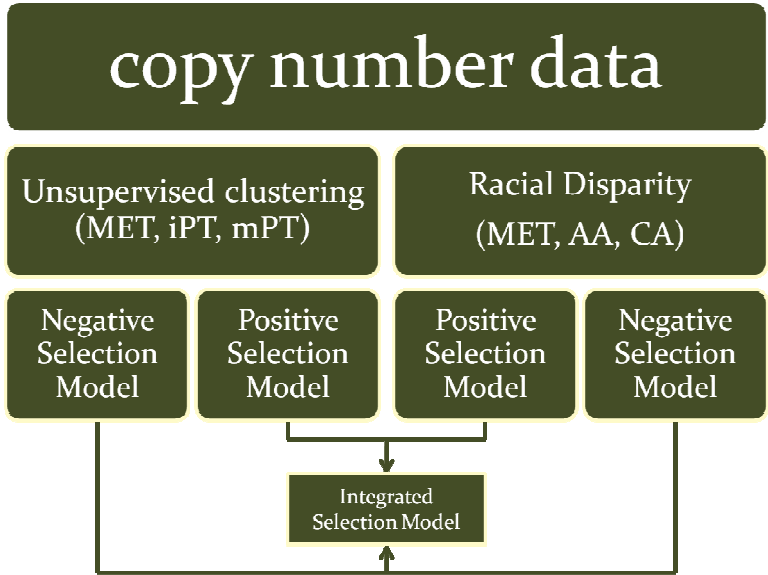 copy number data
Unsupervised clustering
(MET, iPT, mPT)
Racial Disparity
(MET, AA, CA)
Negative
Selection
Model
Positive
Selection
Model
Positive
Selection
Model
Negative
Selection
Model
Integrated
Selection Model